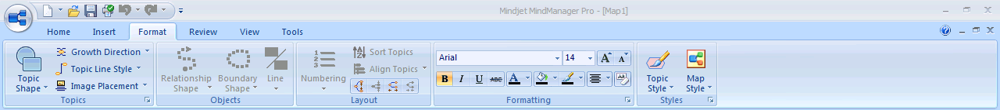 Mindjet MindManager Pro - [Map1]
Home Insert Format Review View Tools
Topic Shape
Growth Direction
Topic Line Style
Image Placement
Topics
Relationship Shape
Boundary Shape
Line
Objects
Numbering
Sort Topics
Align Topics
Layout
Arial 14 A A
B I U ABC A
Formatting
Topic Style
Map Style
Styles